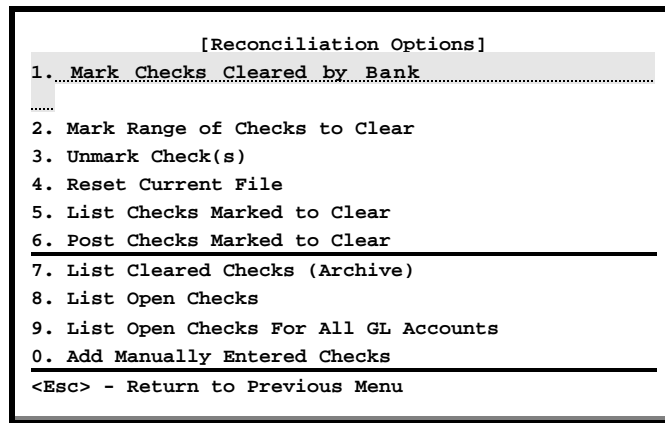 [Reconciliation Options]
1. Mark Checks Cleared by Bank
2. Mark Range of Checks to Clear
3. Unmark Check(s)
4. Reset Current File
5. List Checks Marked to Clear
6. Post Checks Marked to Clear
7. List Cleared Checks (Archive)
8. List Open Checks
9. List Open Checks For All GL Accounts
0. Add Manually Entered Checks
<Esc> - Return to Previous Menu